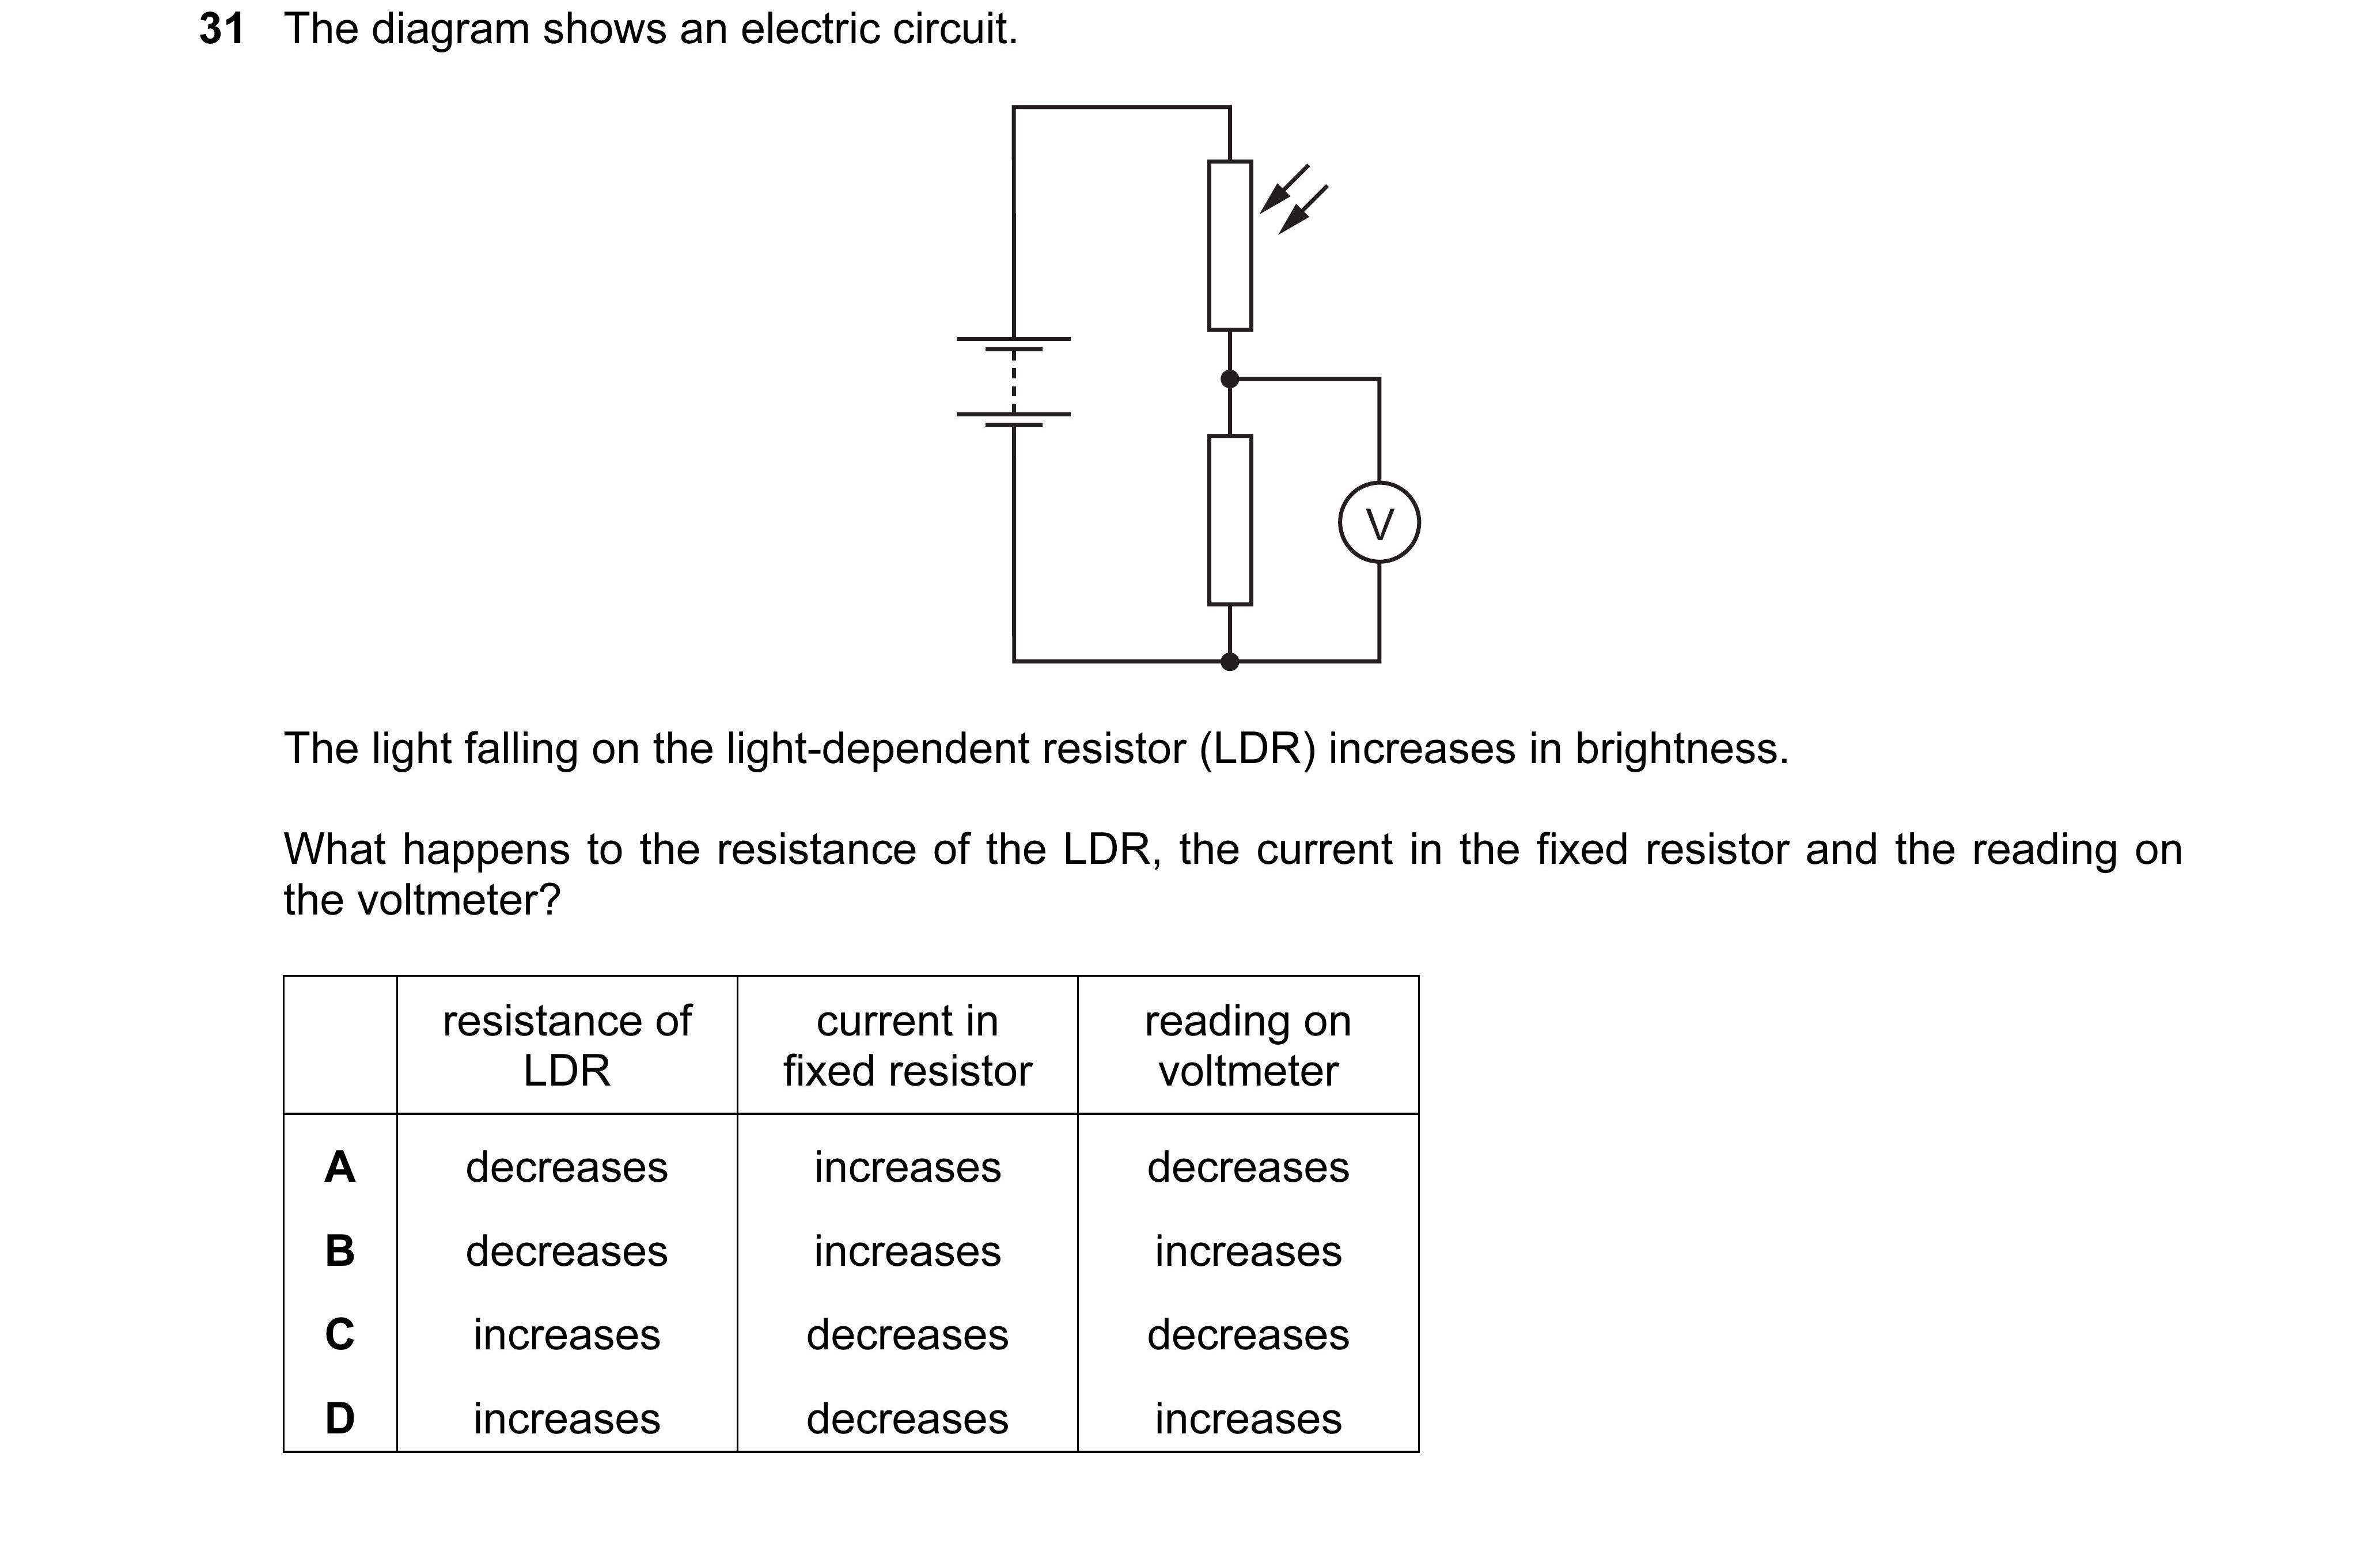 31 The diagram shows an electric circuit.
V
The light falling on the light-dependent resistor (LDR) increases in brightness.
What happens to the resistance of the LDR, the current in the fixed resistor and the reading on
the voltmeter?
resistance of current in reading on
LDR fixed resistor voltmeter
A decreases increases decreases
B decreases increases increases
C increases decreases decreases
D increases decreases increases